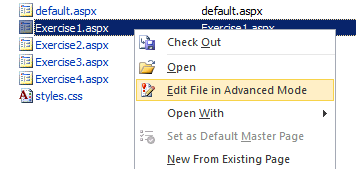 default.aspx default.aspx
Exercise1.aspx Exercise1.aspx
Exercise2.aspx
Exercise3.aspx
Exercise4.aspx
styles.css
Check Out
Open
Edit File in Advanced Mode
Open With
Set as Default Master Page
New From Existing Page